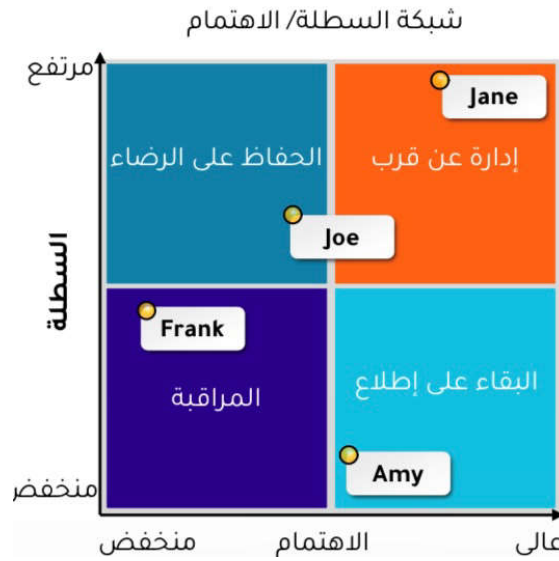 شبكة السطلة/ الاهتمام
مرتفع
Jane
الحفاظ على الرضاء
إدارة عن قرب
Joe
السطلة
Frank
المراقبة
البقاء على إطلاع
Amy
منخفض
منخفض
الاهتمام
عالى